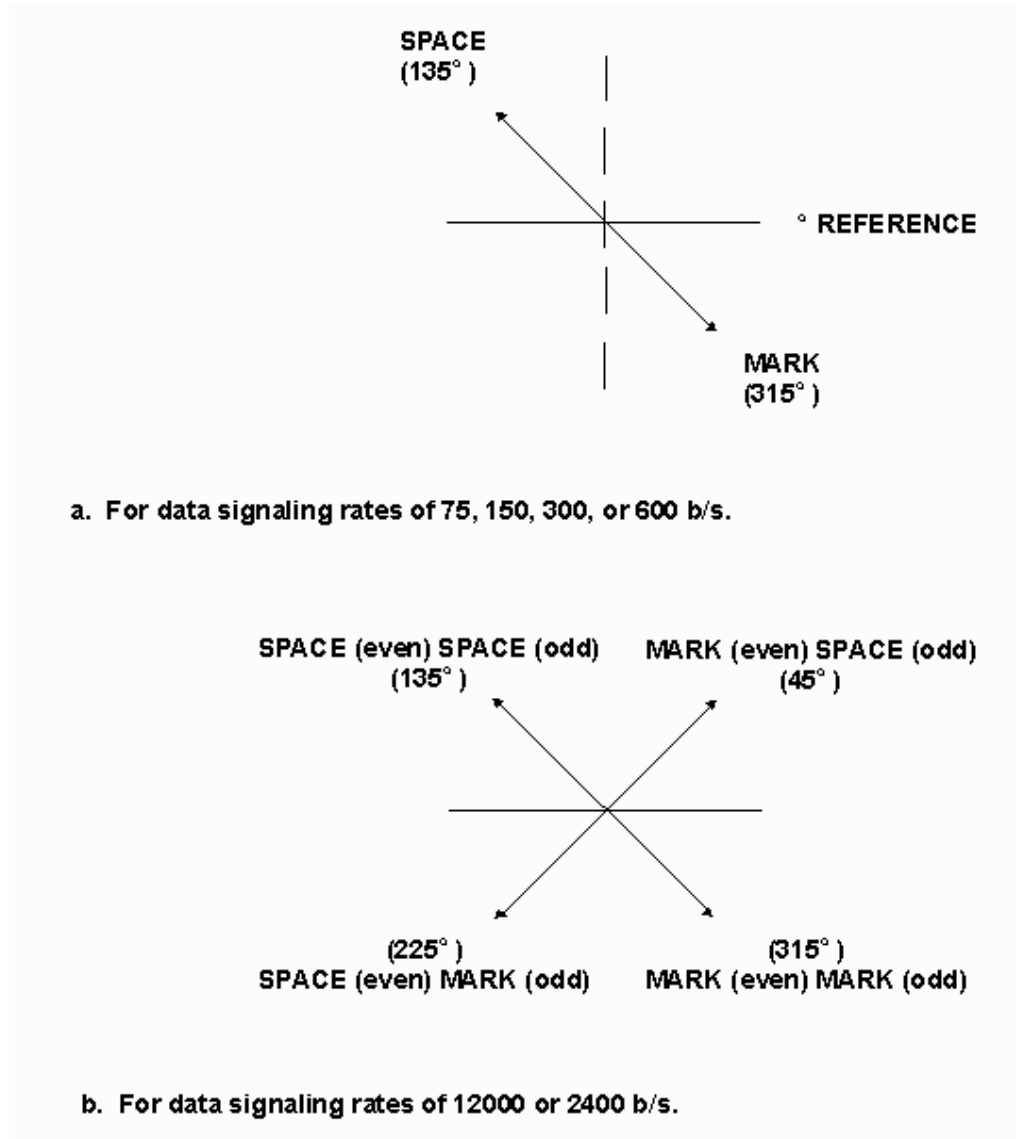 SPACE
(135° )
° REFERENCE
MARK
(315° )
a. For data signaling rates of 75, 150, 300, or 600 b/s.
SPACE (even) SPACE (odd)
(135° )
MARK (even) SPACE (odd)
(45° )
(225° )
SPACE (even) MARK (odd)
(315° )
MARK (even) MARK (odd)
b. For data signaling rates of 12000 or 2400 b/s.